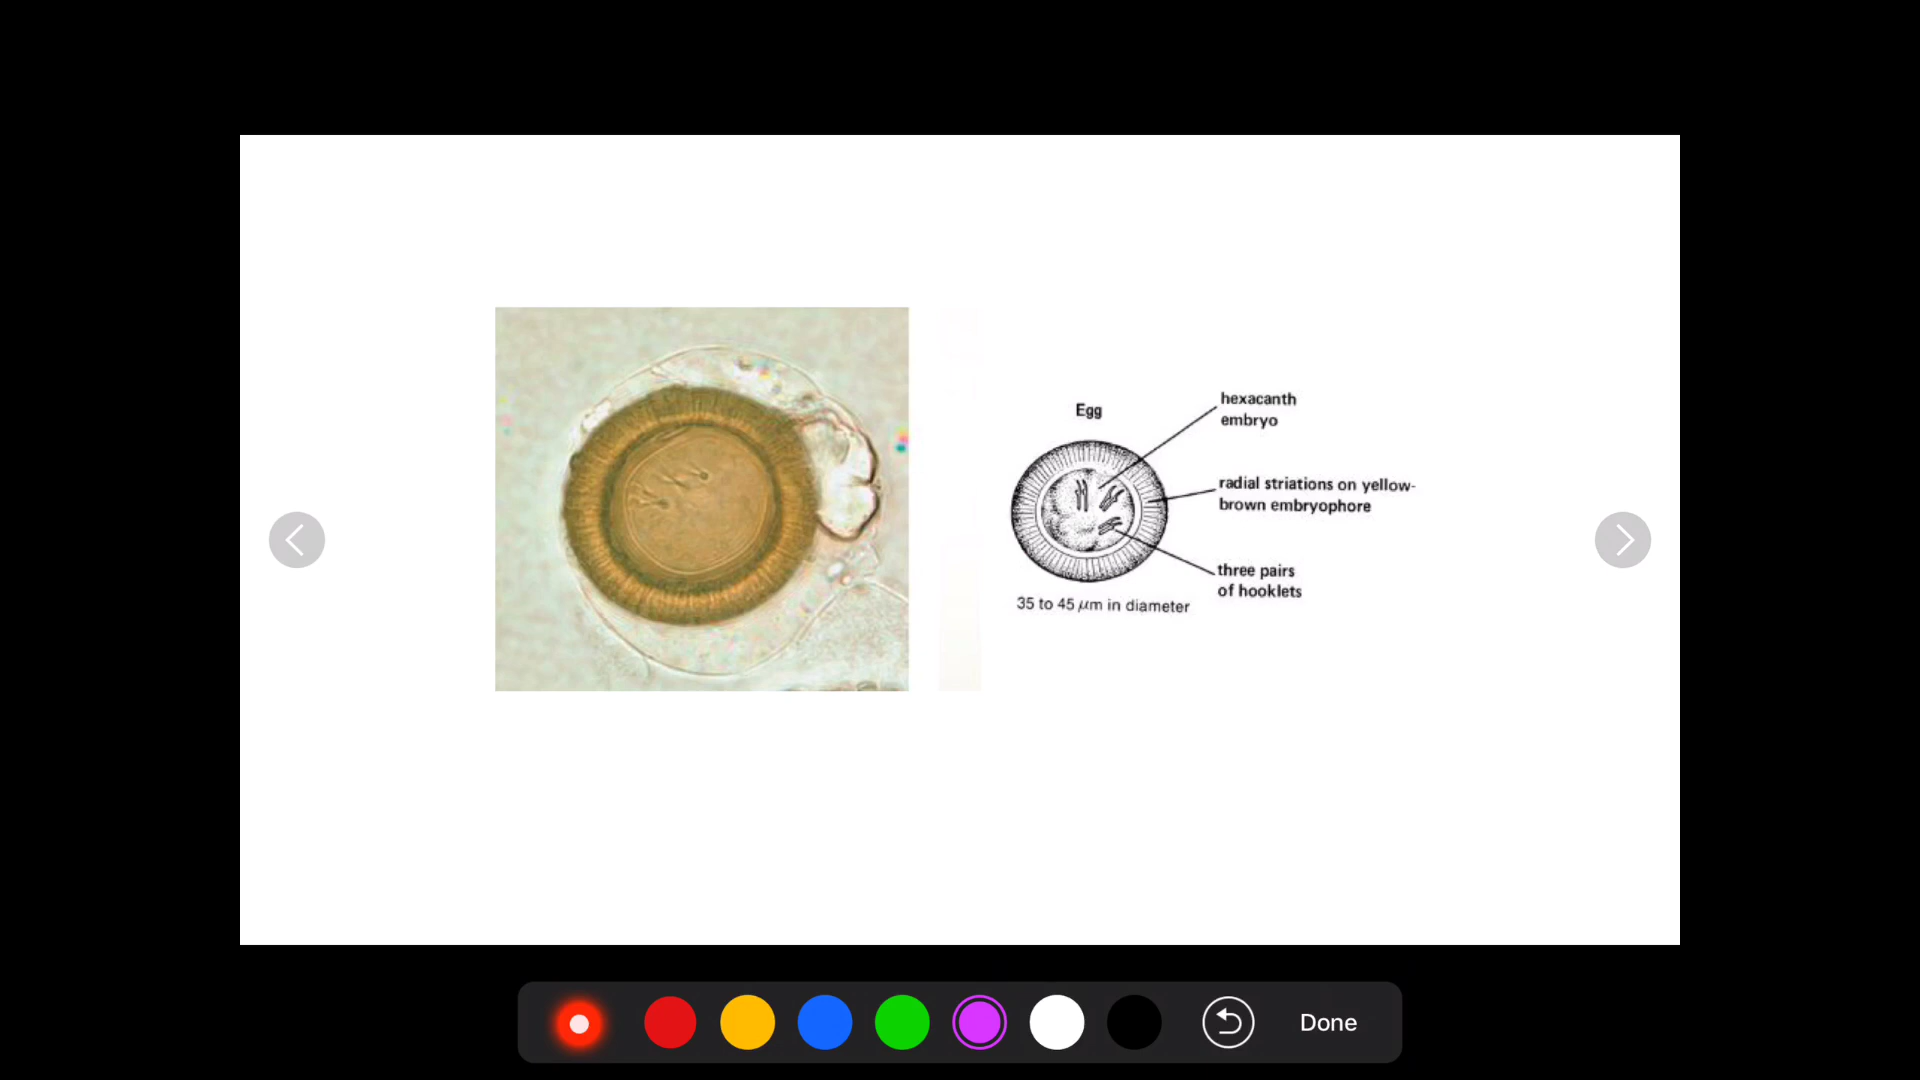 Egg
hexacanth
embryo
radial striations on yellow-
brown embryophore
three pairs
of hooklets
35 to 45 μm in diameter
Done